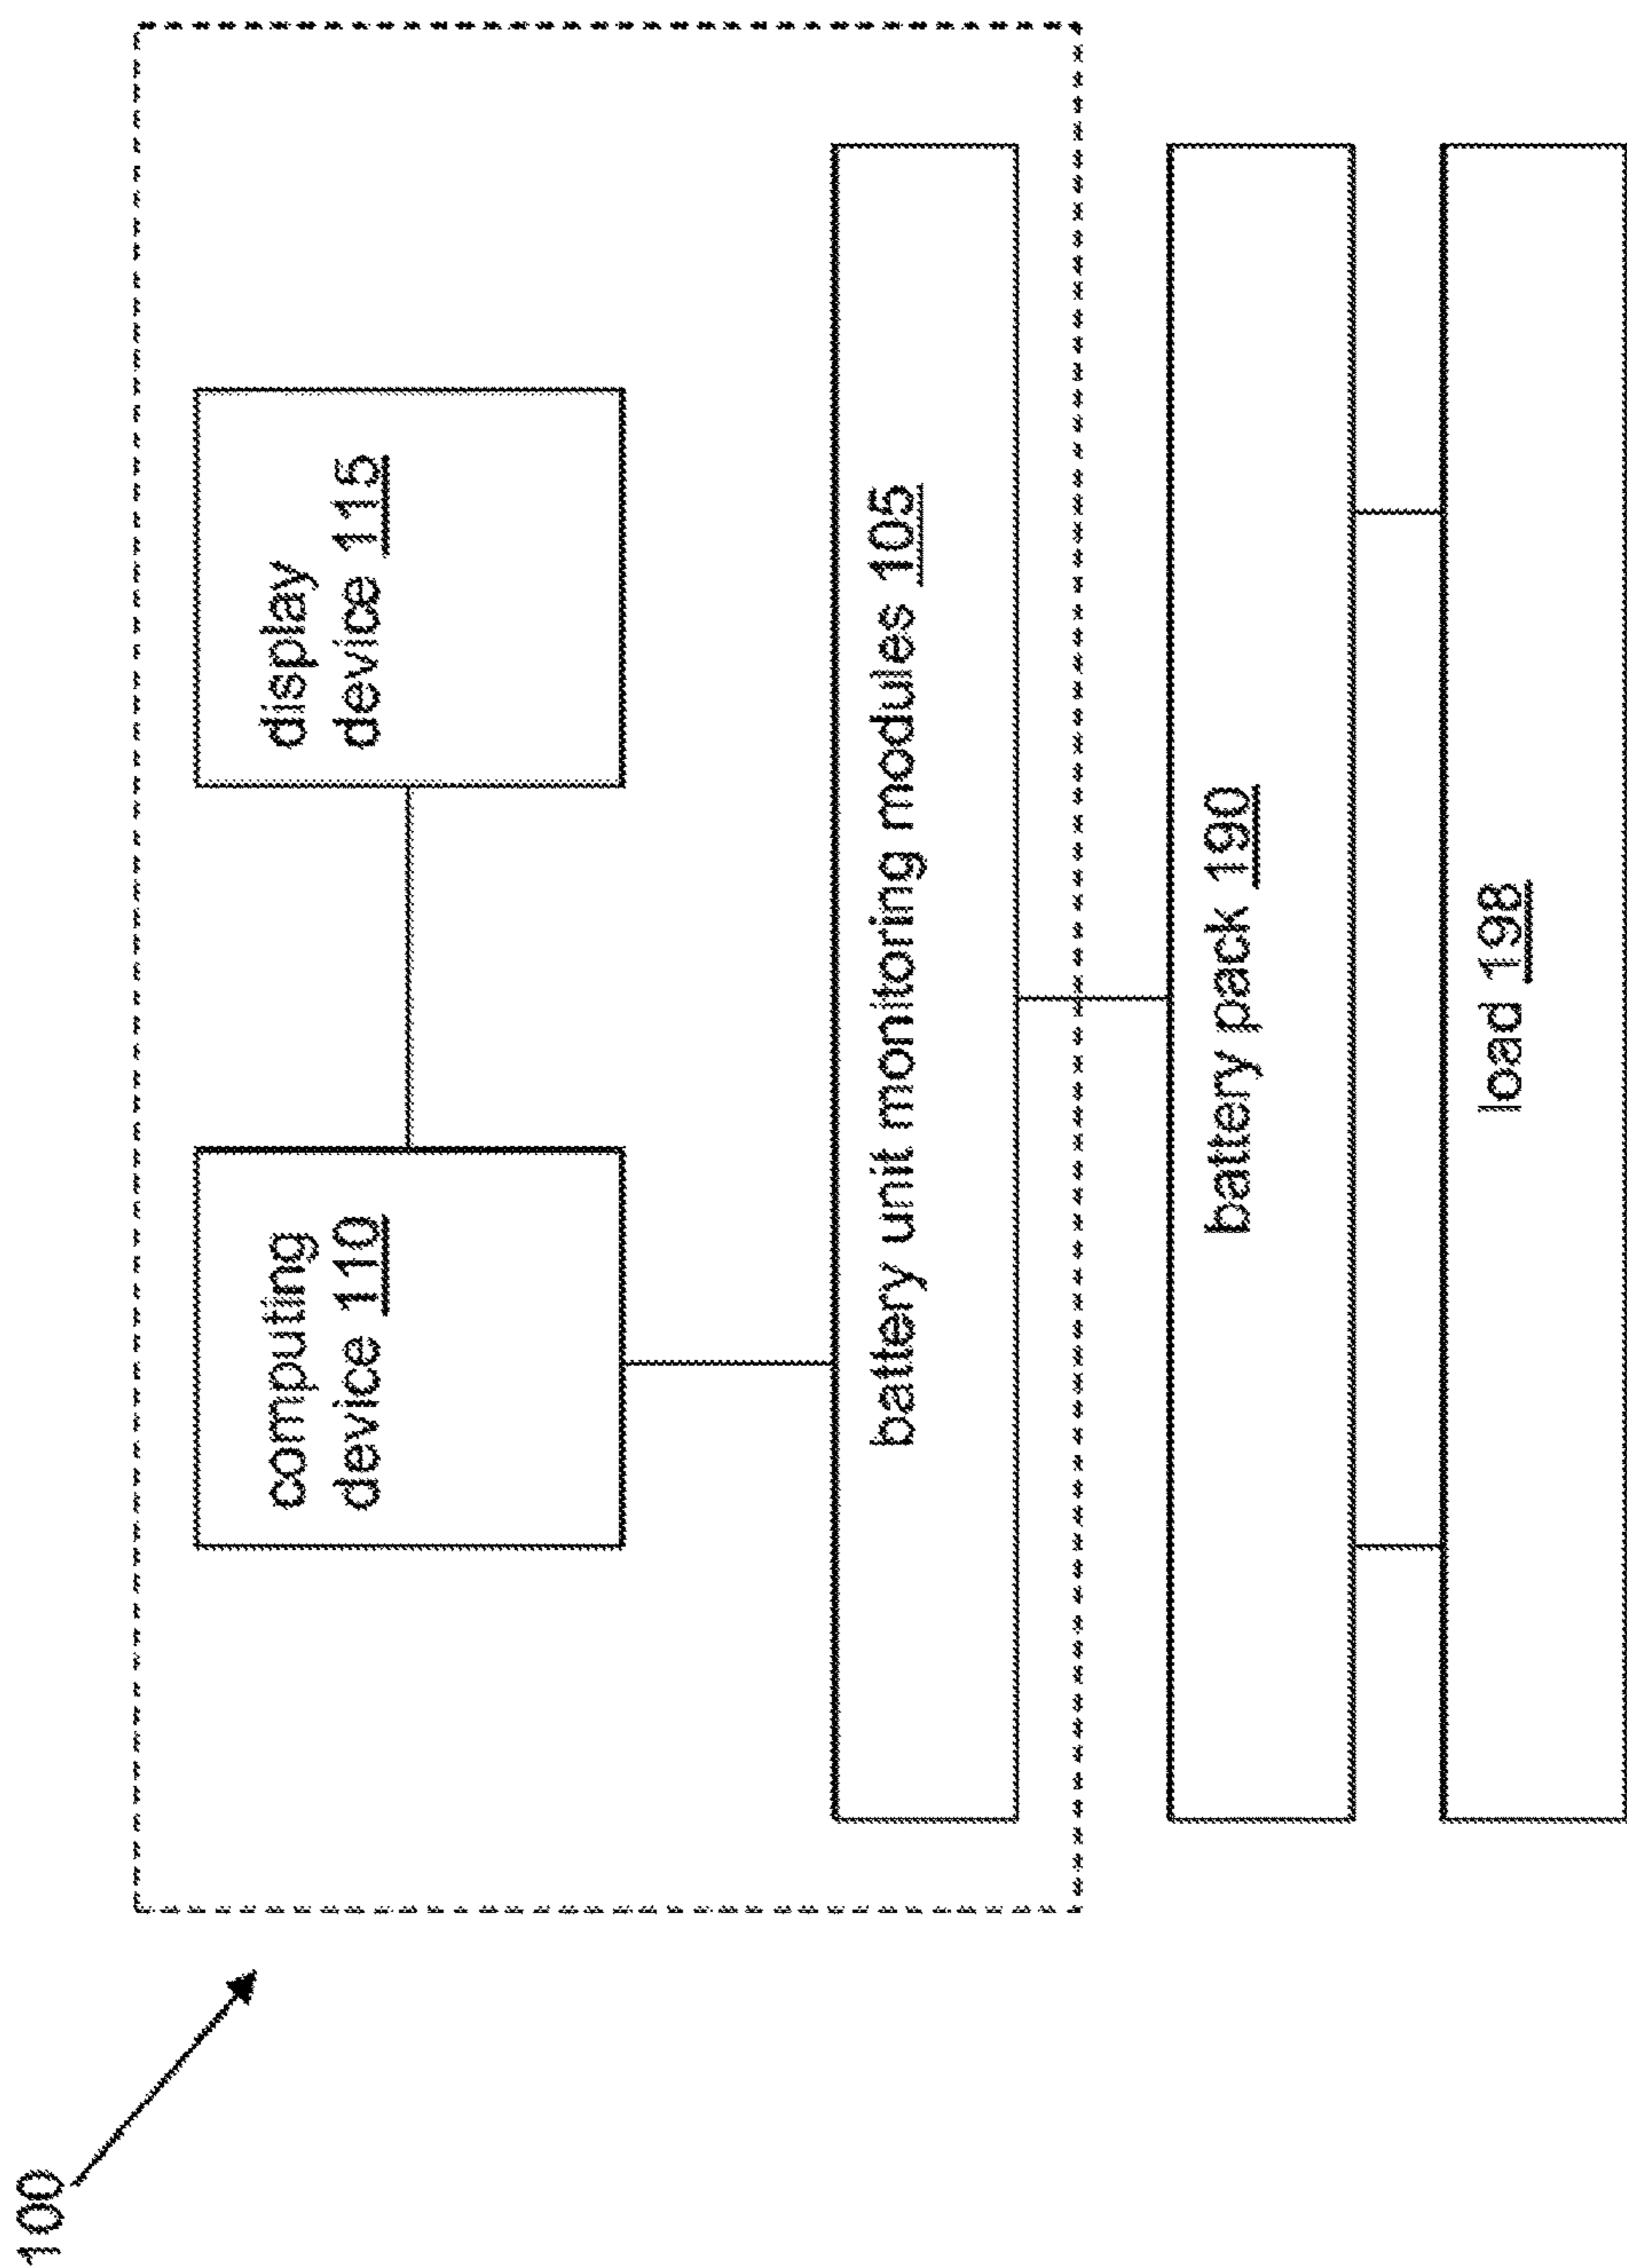 100
computing
device 110
display
device 115
battery unit monitoring modules 105
battery pack 190
load 198